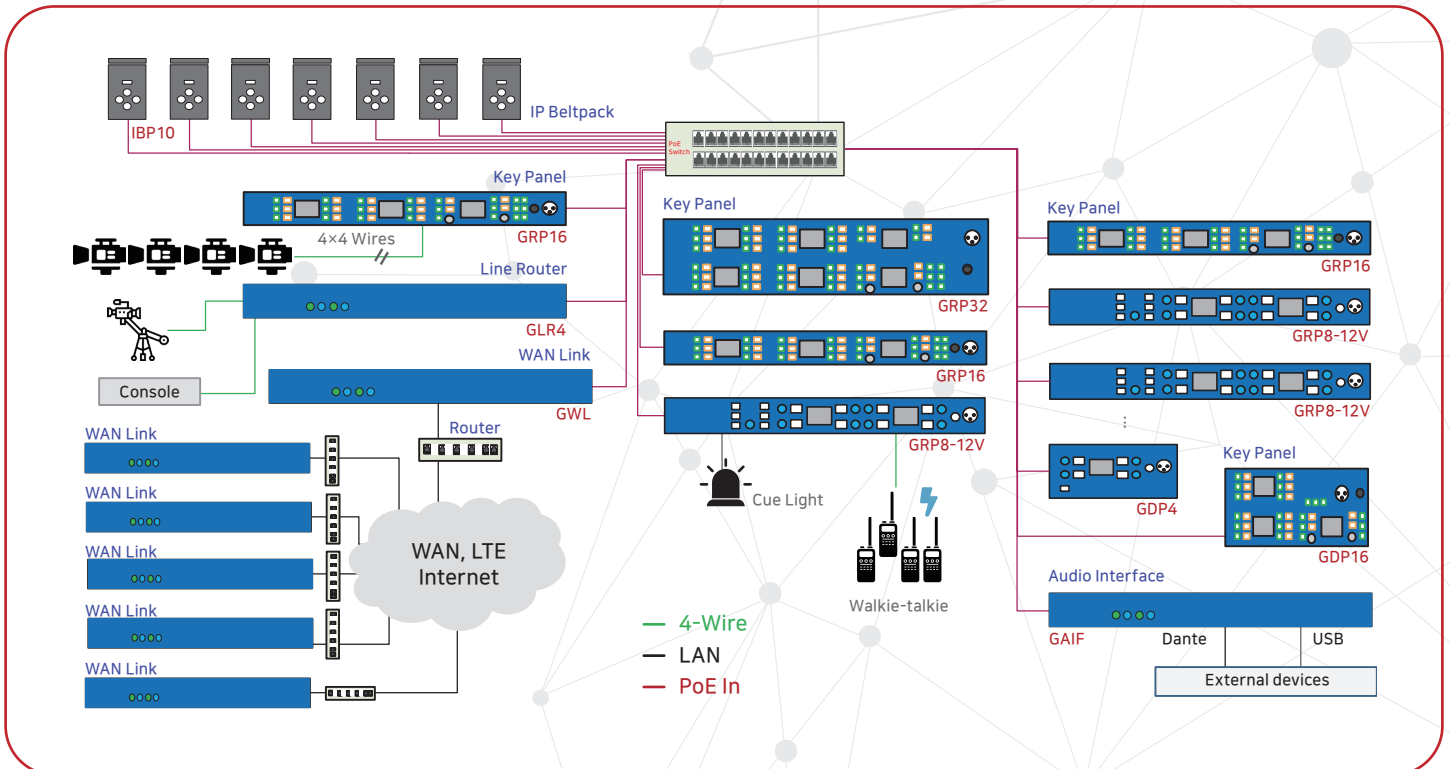 IP Beltpack
IBP10
PoE
Switch
Key Panel
GRP16
4×4 Wires
Line Router
GLR4
Console
WAN Link
GWL
Router
WAN Link
WAN Link
WAN Link
WAN Link
WAN Link
WAN, LTE
Internet
Key Panel
GRP32
GRP16
GRP8-12V
Cue Light
Walkie-talkie
4-Wire
LAN
PoE In
Key Panel
GRP16
GRP8-12V
GRP8-12V
⋮
GDP4
Key Panel
GDP16
Audio Interface
GAIF
Dante
USB
External devices